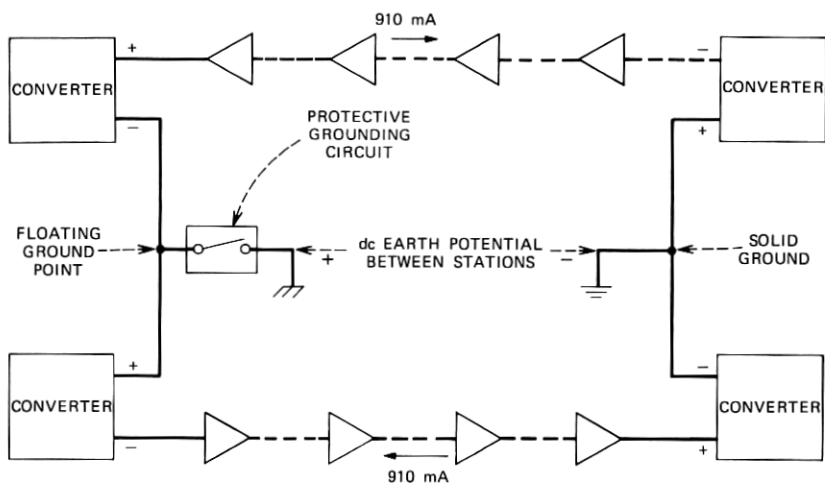 910 mA
+
−
CONVERTER
CONVERTER
−
+
PROTECTIVE
GROUNDING
CIRCUIT
FLOATING
GROUND
POINT
dc EARTH POTENTIAL
BETWEEN STATIONS
+
−
SOLID
GROUND
+
−
CONVERTER
CONVERTER
−
+
910 mA